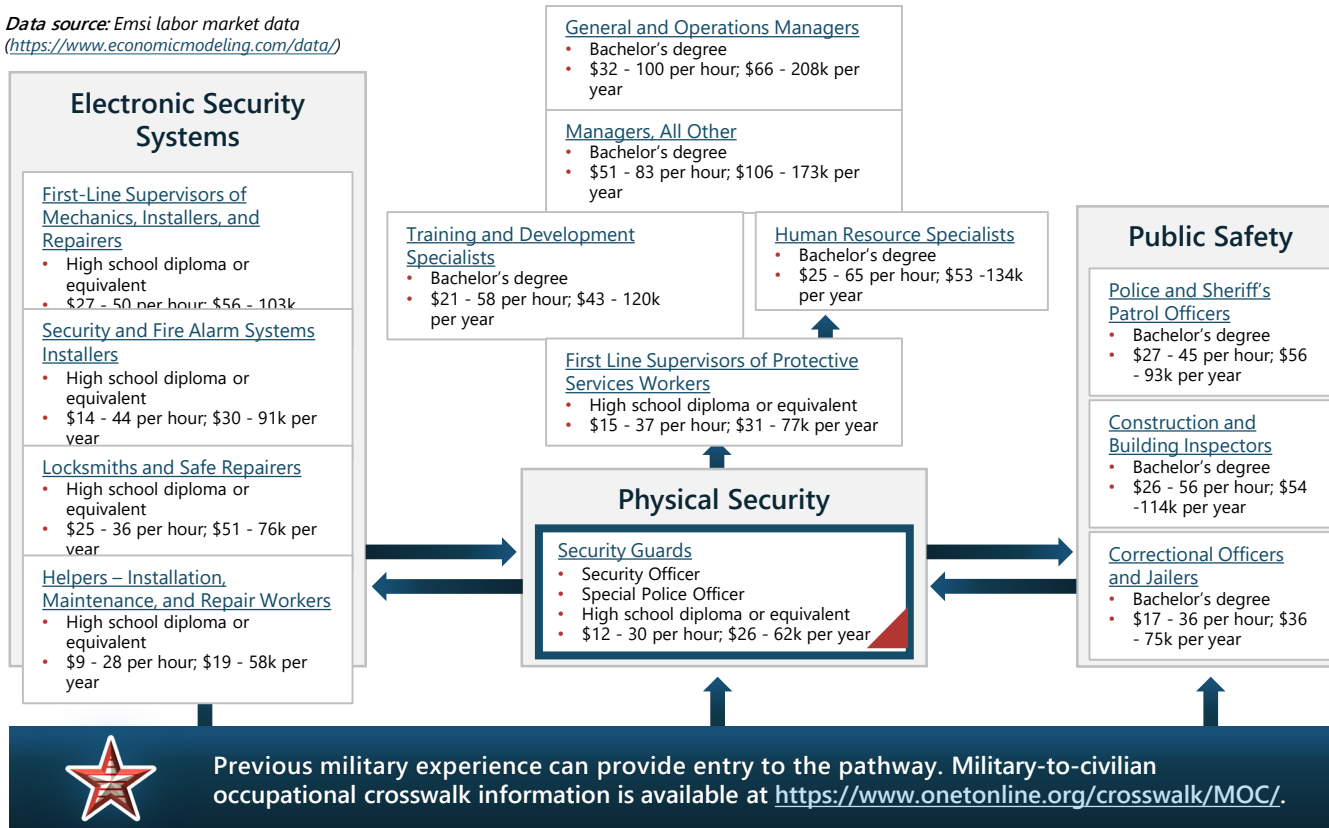 Data source: Emsi labor market data
(https://www.economicmodeling.com/data/)
Electronic Security
Systems
First-Line Supervisors of
Mechanics, Installers, and
Repairers
• High school diploma or
equivalent
• $27 - 50 per hour; $56 - 103k
Security and Fire Alarm Systems
Installers
• High school diploma or
equivalent
• $14 - 44 per hour; $30 - 91k per
year
Locksmiths and Safe Repairers
• High school diploma or
equivalent
• $25 - 36 per hour; $51 - 76k per
year
Helpers – Installation,
Maintenance, and Repair Workers
• High school diploma or
equivalent
• $9 - 28 per hour; $19 - 58k per
year
General and Operations Managers
• Bachelor's degree
• $32 - 100 per hour; $66 - 208k per
year
Managers, All Other
• Bachelor's degree
• $51 - 83 per hour; $106 - 173k per
year
Training and Development
Specialists
• Bachelor's degree
• $21 - 58 per hour; $43 - 120k
per year
Human Resource Specialists
• Bachelor's degree
• $25 - 65 per hour; $53 -134k
per year
First Line Supervisors of Protective
Services Workers
• High school diploma or equivalent
• $15 - 37 per hour; $31 - 77k per year
Physical Security
Security Guards
• Security Officer
• Special Police Officer
• High school diploma or equivalent
• $12 - 30 per hour; $26 - 62k per year
Public Safety
Police and Sheriff's
Patrol Officers
• Bachelor's degree
• $27 - 45 per hour; $56
- 93k per year
Construction and
Building Inspectors
• Bachelor's degree
• $26 - 56 per hour; $54
-114k per year
Correctional Officers
and Jailers
• Bachelor's degree
• $17 - 36 per hour; $36
- 75k per year
Previous military experience can provide entry to the pathway. Military-to-civilian
occupational crosswalk information is available at https://www.onetonline.org/crosswalk/MOC/.